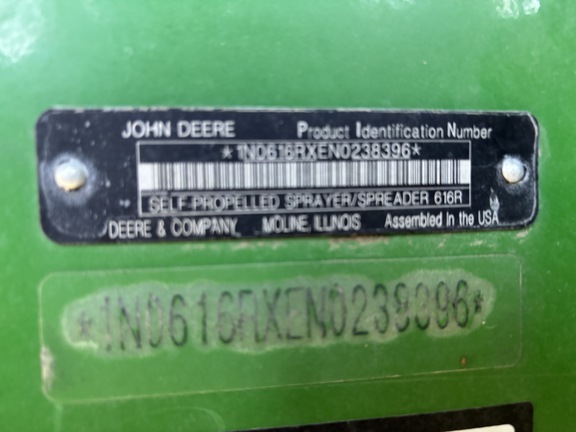 JOHN DEERE Product Identification Number
*1N0616RXEN0238396*
SELF-PROPELLED SPRAYER/SPREADER 616R
DEERE & COMPANY MOLINE, ILLINOIS Assembled In the USA
*1N0616RXEN0238396*